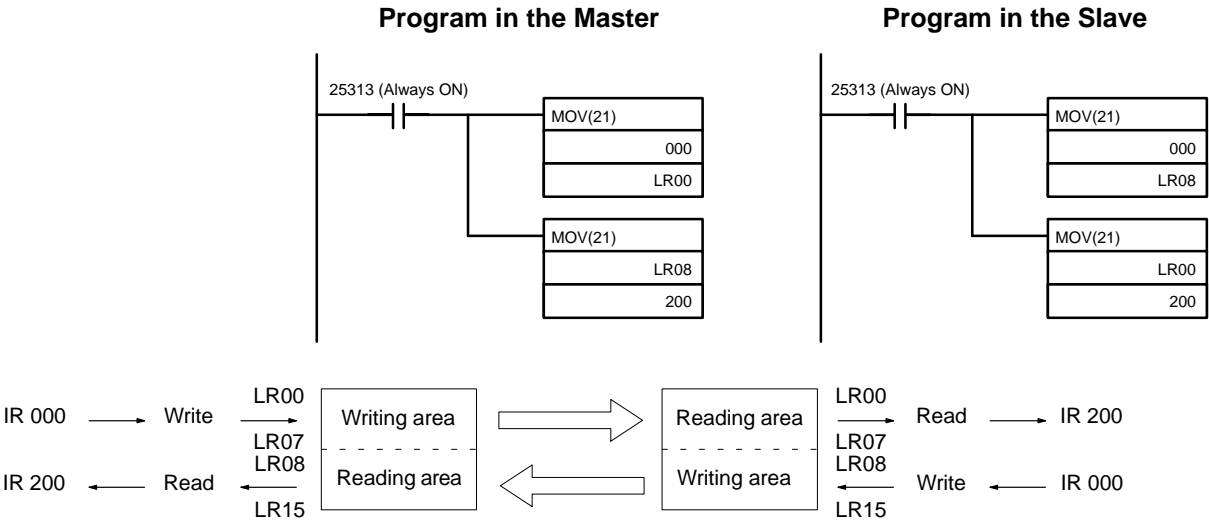 Program in the Master
Program in the Slave
25313 (Always ON)
MOV(21)
000
LR00
MOV(21)
LR08
200
25313 (Always ON)
MOV(21)
000
LR08
MOV(21)
LR00
200
IR 000 Write LR00 Writing area Reading area LR00 Read IR 200
LR07 LR07
IR 200 Read LR08 Reading area Writing area LR08 Write IR 000
LR15 LR15